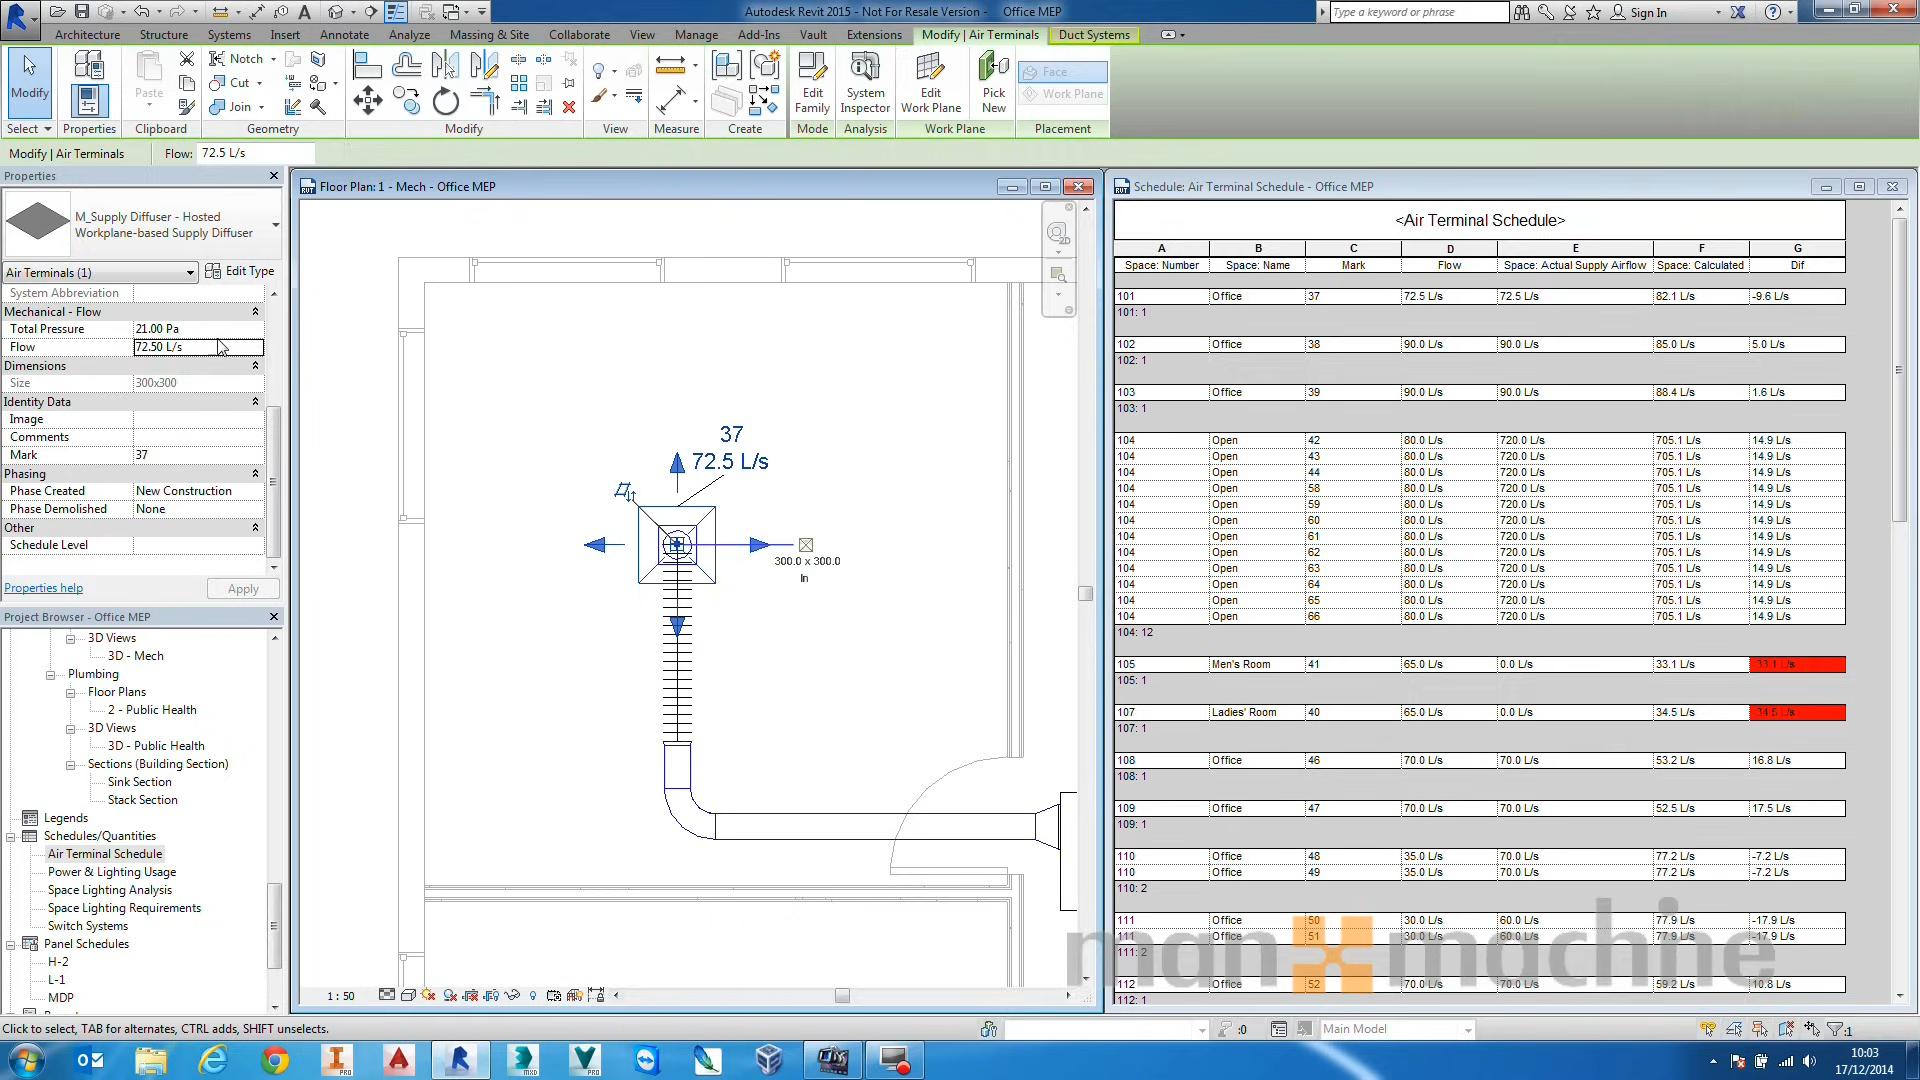 Autodesk Revit 2015 - Not For Resale Version - Office MEP
Type a keyword or phrase
Sign In
Architecture Structure Systems Insert Annotate Analyze Massing & Site Collaborate View Manage Add-Ins Vault Extensions Modify | Air Terminals Duct Systems
Modify
Paste
Notch
Cut
Join
Edit Family
System Inspector
Edit Work Plane
Pick New
Face
Work Plane
Select Properties Clipboard Geometry Modify View Measure Create Mode Analysis Work Plane Placement
Modify | Air Terminals Flow: 72.5 L/s
Properties
M_Supply Diffuser - Hosted
Workplane-based Supply Diffuser
Air Terminals (1) Edit Type
System Abbreviation
Mechanical - Flow
Total Pressure 21.00 Pa
Flow 72.50 L/s
Dimensions
Size 300x300
Identity Data
Image
Comments
Mark 37
Phasing
Phase Created New Construction
Phase Demolished None
Other
Schedule Level
Properties help Apply
Project Browser - Office MEP
3D Views
3D - Mech
Plumbing
Floor Plans
2 - Public Health
3D Views
3D - Public Health
Sections (Building Section)
Sink Section
Stack Section
Legends
Schedules/Quantities
Air Terminal Schedule
Power & Lighting Usage
Space Lighting Analysis
Space Lighting Requirements
Switch Systems
Panel Schedules
H-2
L-1
MDP
Floor Plan: 1 - Mech - Office MEP
2D
37
72.5 L/s
300.0 x 300.0
In
1 : 50
Schedule: Air Terminal Schedule - Office MEP
<Air Terminal Schedule>
A B C D E F G
Space: Number Space: Name Mark Flow Space: Actual Supply Airflow Space: Calculated Dif
101 Office 37 72.5 L/s 72.5 L/s 82.1 L/s -9.6 L/s
101: 1
102 Office 38 90.0 L/s 90.0 L/s 85.0 L/s 5.0 L/s
102: 1
103 Office 39 90.0 L/s 90.0 L/s 88.4 L/s 1.6 L/s
103: 1
104 Open 42 80.0 L/s 720.0 L/s 705.1 L/s 14.9 L/s
104 Open 43 80.0 L/s 720.0 L/s 705.1 L/s 14.9 L/s
104 Open 44 80.0 L/s 720.0 L/s 705.1 L/s 14.9 L/s
104 Open 58 80.0 L/s 720.0 L/s 705.1 L/s 14.9 L/s
104 Open 59 80.0 L/s 720.0 L/s 705.1 L/s 14.9 L/s
104 Open 60 80.0 L/s 720.0 L/s 705.1 L/s 14.9 L/s
104 Open 61 80.0 L/s 720.0 L/s 705.1 L/s 14.9 L/s
104 Open 62 80.0 L/s 720.0 L/s 705.1 L/s 14.9 L/s
104 Open 63 80.0 L/s 720.0 L/s 705.1 L/s 14.9 L/s
104 Open 64 80.0 L/s 720.0 L/s 705.1 L/s 14.9 L/s
104 Open 65 80.0 L/s 720.0 L/s 705.1 L/s 14.9 L/s
104 Open 66 80.0 L/s 720.0 L/s 705.1 L/s 14.9 L/s
104: 12
105 Men's Room 41 65.0 L/s 0.0 L/s 33.1 L/s -33.1 L/s
105: 1
107 Ladies' Room 40 65.0 L/s 0.0 L/s 34.5 L/s -34.5 L/s
107: 1
108 Office 46 70.0 L/s 70.0 L/s 53.2 L/s 16.8 L/s
108: 1
109 Office 47 70.0 L/s 70.0 L/s 52.5 L/s 17.5 L/s
109: 1
110 Office 48 35.0 L/s 70.0 L/s 77.2 L/s -7.2 L/s
110 Office 49 35.0 L/s 70.0 L/s 77.2 L/s -7.2 L/s
110: 2
111 Office 50 30.0 L/s 60.0 L/s 77.9 L/s -17.9 L/s
111 Office 51 30.0 L/s 60.0 L/s 77.9 L/s -17.9 L/s
111: 2
112 Office 52 70.0 L/s 70.0 L/s 59.2 L/s 10.8 L/s
112: 1
man machine
Click to select, TAB for alternates, CTRL adds, SHIFT unselects.
:0
Main Model
:1
10:03
17/12/2014